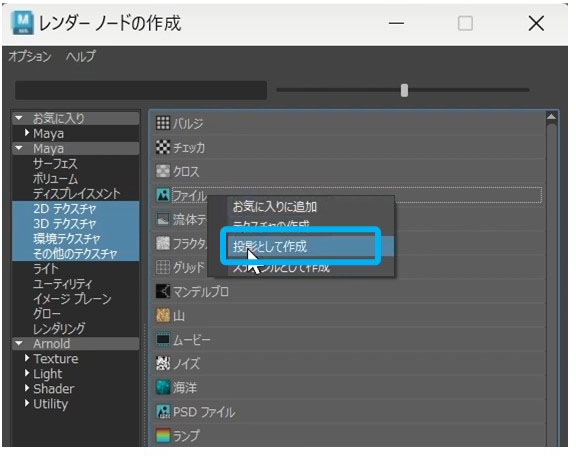 レンダー ノードの作成
オプション ヘルプ
お気に入り
Maya
Maya
サーフェス
ボリューム
ディスプレイスメント
2D テクスチャ
3D テクスチャ
環境テクスチャ
その他のテクスチャ
ライト
ユーティリティ
イメージ プレーン
グロー
レンダリング
Arnold
Texture
Light
Shader
Utility
バルジ
チェッカ
クロス
ファイル
流体テ
フラクタ
グリッド
マンデルブロ
山
ムービー
ノイズ
海洋
PSD ファイル
ランプ
お気に入りに追加
テクスチャの作成
投影として作成
ステンシルとして作成